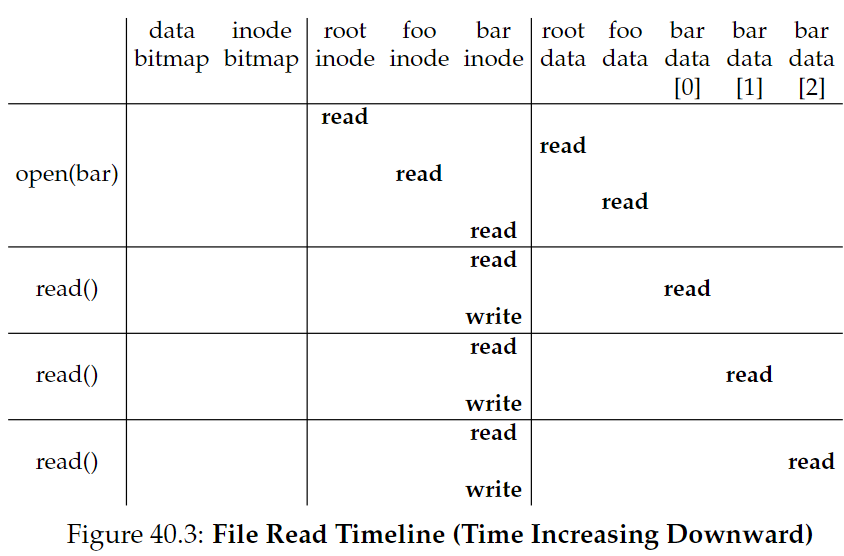 data inode root foo bar root foo bar bar bar
bitmap bitmap inode inode inode data data data data data
[0] [1] [2]
read
read
open(bar) read
read
read
read
read() read
write
read
read() read
write
read
read() read
write
Figure 40.3: File Read Timeline (Time Increasing Downward)